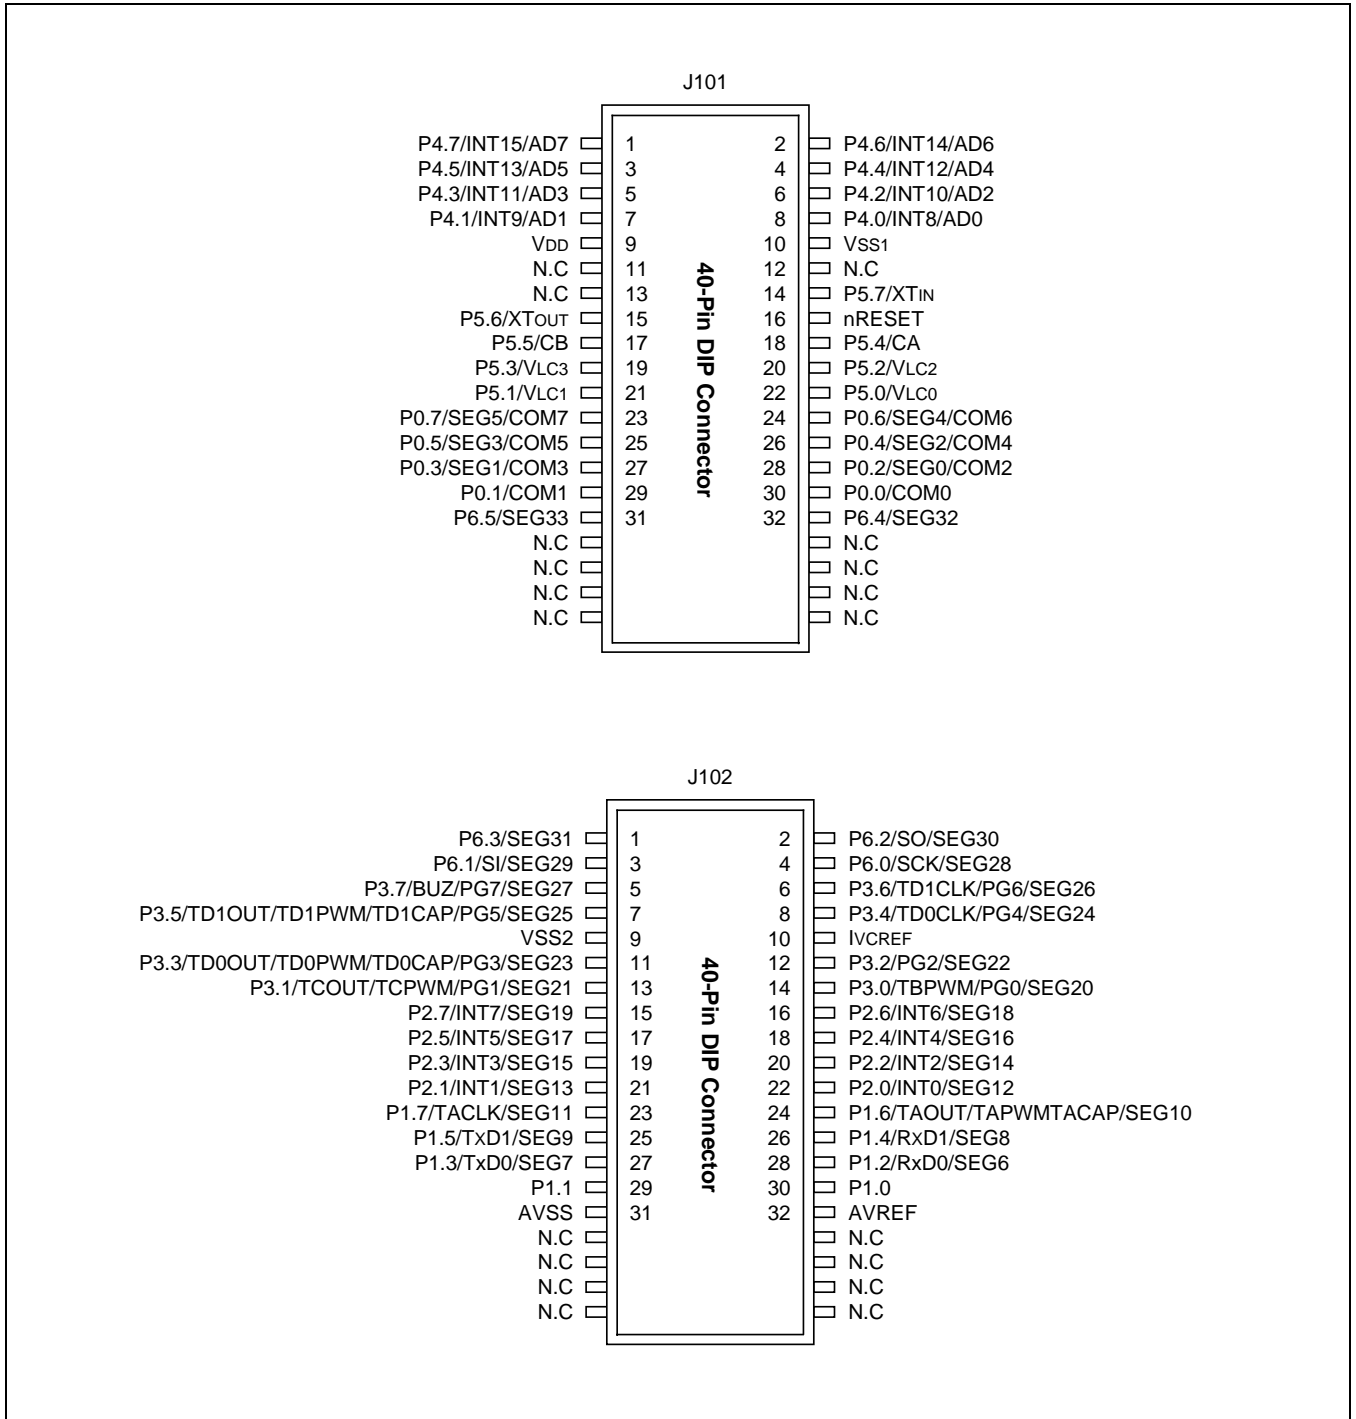 J101
P4.7/INT15/AD7 1 2 P4.6/INT14/AD6
P4.5/INT13/AD5 3 4 P4.4/INT12/AD4
P4.3/INT11/AD3 5 6 P4.2/INT10/AD2
P4.1/INT9/AD1 7 8 P4.0/INT8/AD0
VDD 9 10 VSS1
N.C 11 12 N.C
N.C 13 14 P5.7/XTIN
P5.6/XTOUT 15 16 nRESET
P5.5/CB 17 18 P5.4/CA
P5.3/VLC3 19 20 P5.2/VLC2
P5.1/VLC1 21 22 P5.0/VLC0
P0.7/SEG5/COM7 23 24 P0.6/SEG4/COM6
P0.5/SEG3/COM5 25 26 P0.4/SEG2/COM4
P0.3/SEG1/COM3 27 28 P0.2/SEG0/COM2
P0.1/COM1 29 30 P0.0/COM0
P6.5/SEG33 31 32 P6.4/SEG32
N.C N.C
N.C N.C
N.C N.C
N.C N.C
40-Pin DIP Connector
J102
P6.3/SEG31 1 2 P6.2/SO/SEG30
P6.1/SI/SEG29 3 4 P6.0/SCK/SEG28
P3.7/BUZ/PG7/SEG27 5 6 P3.6/TD1CLK/PG6/SEG26
P3.5/TD1OUT/TD1PWM/TD1CAP/PG5/SEG25 7 8 P3.4/TD0CLK/PG4/SEG24
VSS2 9 10 IVCREF
P3.3/TD0OUT/TD0PWM/TD0CAP/PG3/SEG23 11 12 P3.2/PG2/SEG22
P3.1/TCOUT/TCPWM/PG1/SEG21 13 14 P3.0/TBPWM/PG0/SEG20
P2.7/INT7/SEG19 15 16 P2.6/INT6/SEG18
P2.5/INT5/SEG17 17 18 P2.4/INT4/SEG16
P2.3/INT3/SEG15 19 20 P2.2/INT2/SEG14
P2.1/INT1/SEG13 21 22 P2.0/INT0/SEG12
P1.7/TACLK/SEG11 23 24 P1.6/TAOUT/TAPWMTACAP/SEG10
P1.5/TXD1/SEG9 25 26 P1.4/RXD1/SEG8
P1.3/TxD0/SEG7 27 28 P1.2/RxD0/SEG6
P1.1 29 30 P1.0
AVSS 31 32 AVREF
N.C N.C
N.C N.C
N.C N.C
N.C N.C
40-Pin DIP Connector